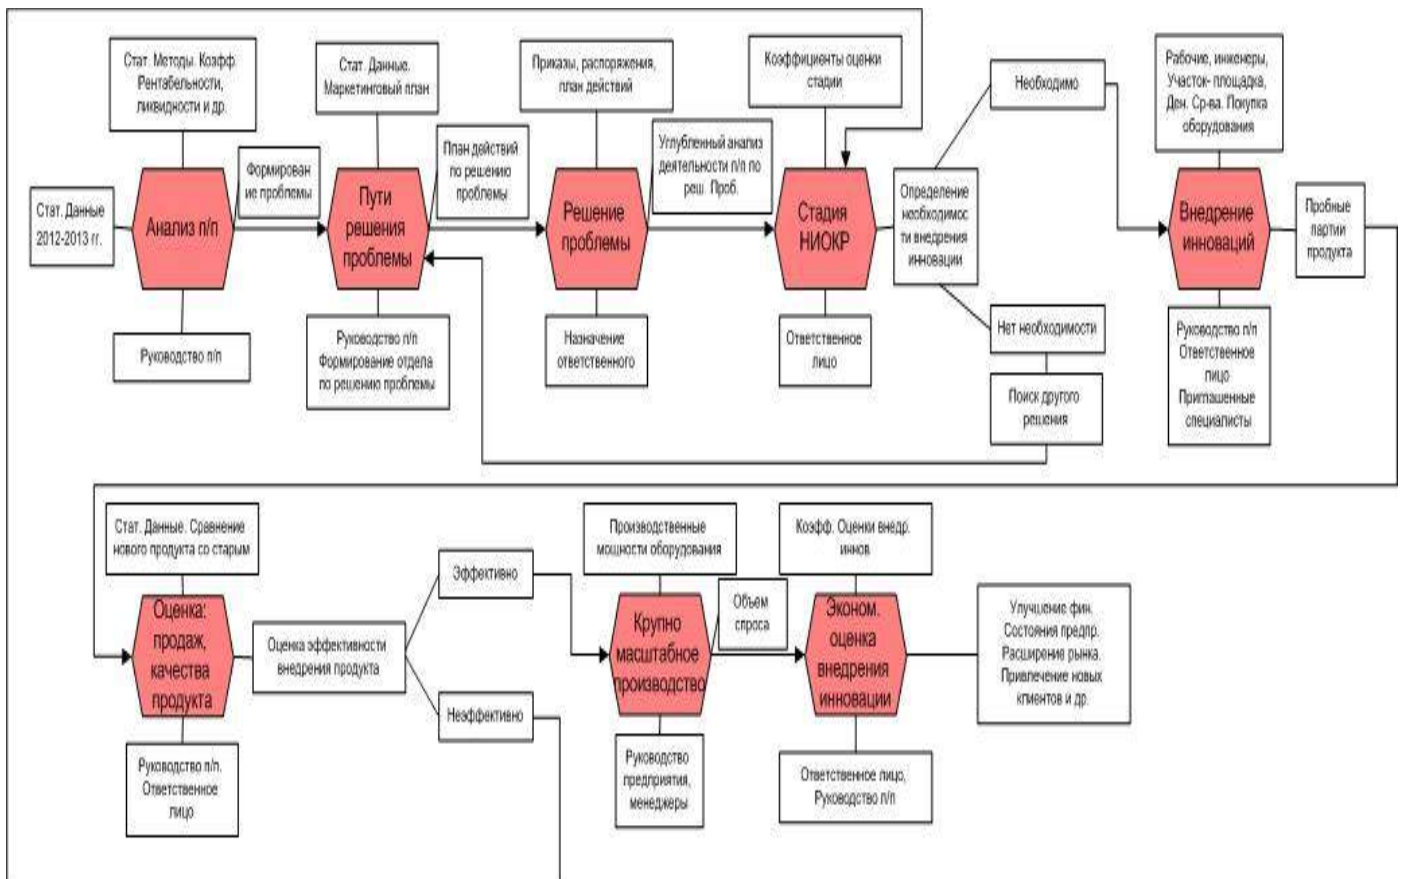 Стат. Методы. Коэфф.
Рентабельности,
ликвидности и др.
Стат. Данные.
Маркетинговый план
Приказы, распоряжения,
план действий
Коэффициенты оценки
стадии
Необходимо
Рабочие, инженеры,
Участок- площадка,
Ден. Ср-ва. Покупка
оборудования
Стат. Данные
2012-2013 гг.
Анализ п/п
Формирован
ие проблемы
Пути
решения
проблемы
План действий
по решению
проблемы
Решение
проблемы
Углубленный анализ
деятельности п/п по
реш. Проб.
Стадия
НИОКР
Определение
необходимос
ти внедрения
инновации
Внедрение
инноваций
Пробные
партии
продукта
Руководство п/п
Руководство п/п
Формирование отдела
по решению проблемы
Назначение
ответственного
Ответственное
лицо
Нет необходимости
Поиск другого
решения
Руководство п/п
Ответственное
лицо
Приглашенные
специалисты
Стат. Данные. Сравнение
нового продукта со старым
Оценка:
продаж,
качества
продукта
Руководство п/п.
Ответственное
лицо
Оценка эффективности
внедрения продукта
Эффективно
Неэффективно
Производственные
мощности оборудования
Крупно
масштабное
производство
Руководство
предприятия,
менеджеры
Объем
спроса
Коэфф. Оценки внедр.
иннов
Эконом.
оценка
внедрения
инновации
Ответственное лицо,
Руководство п/п
Улучшение фин.
Состояния предпр.
Расширение рынка.
Привлечение новых
клиентов и др.